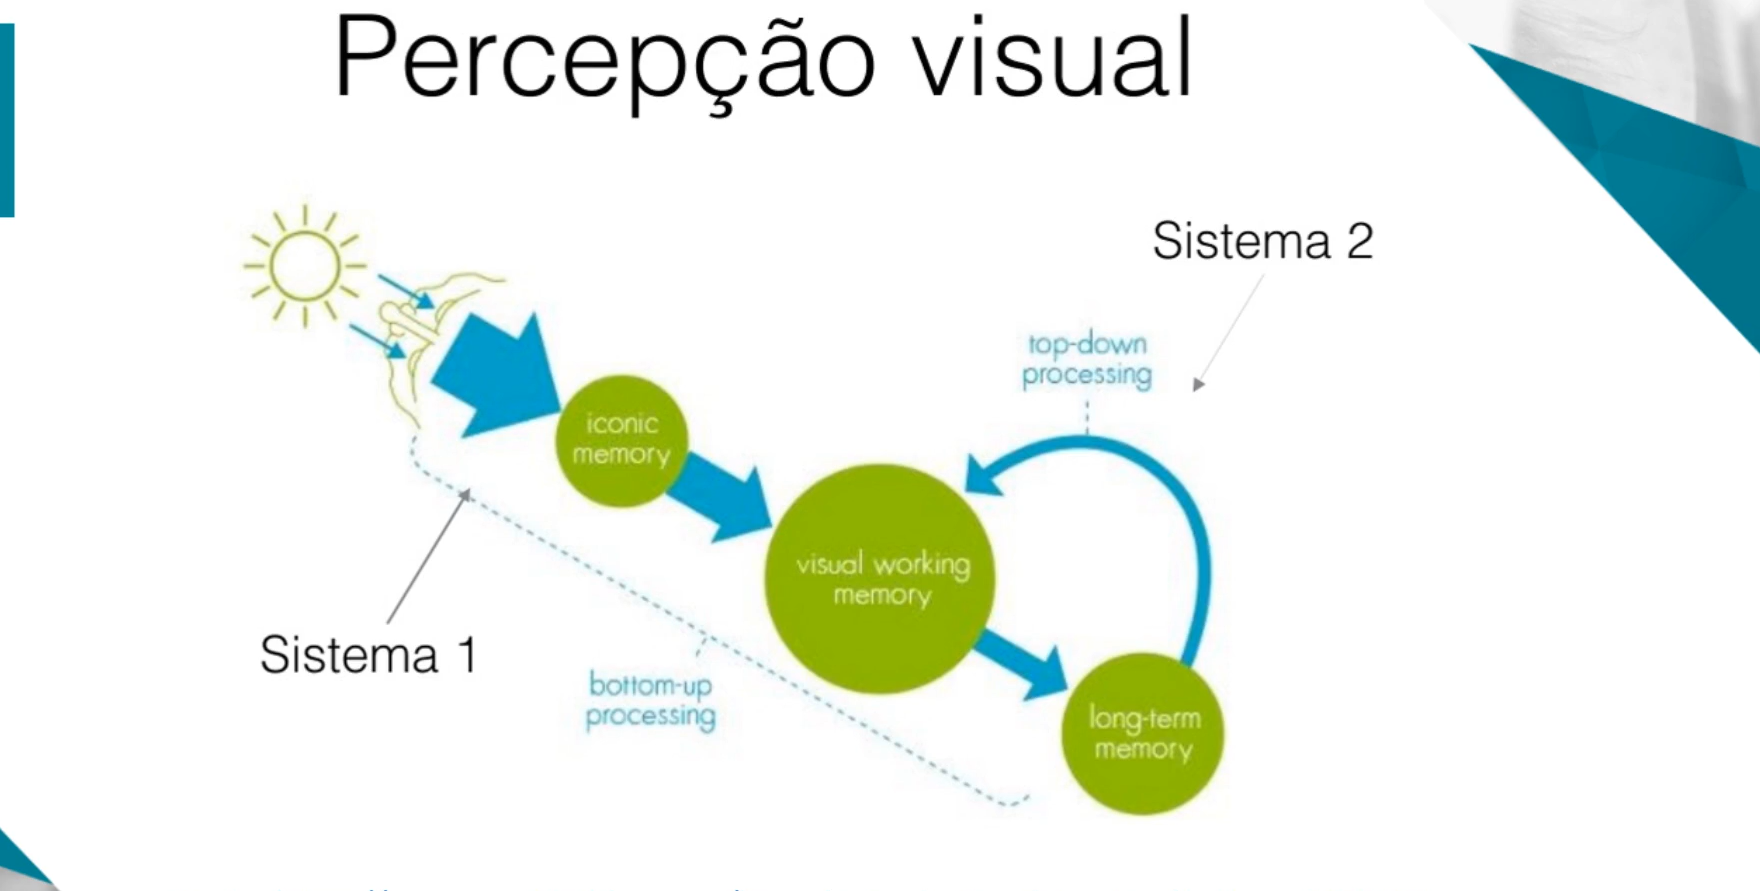 Percepção visual
Sistema 2
top-down
processing
iconic
memory
visual working
memory
Sistema 1
bottom-up
processing
long-term
memory